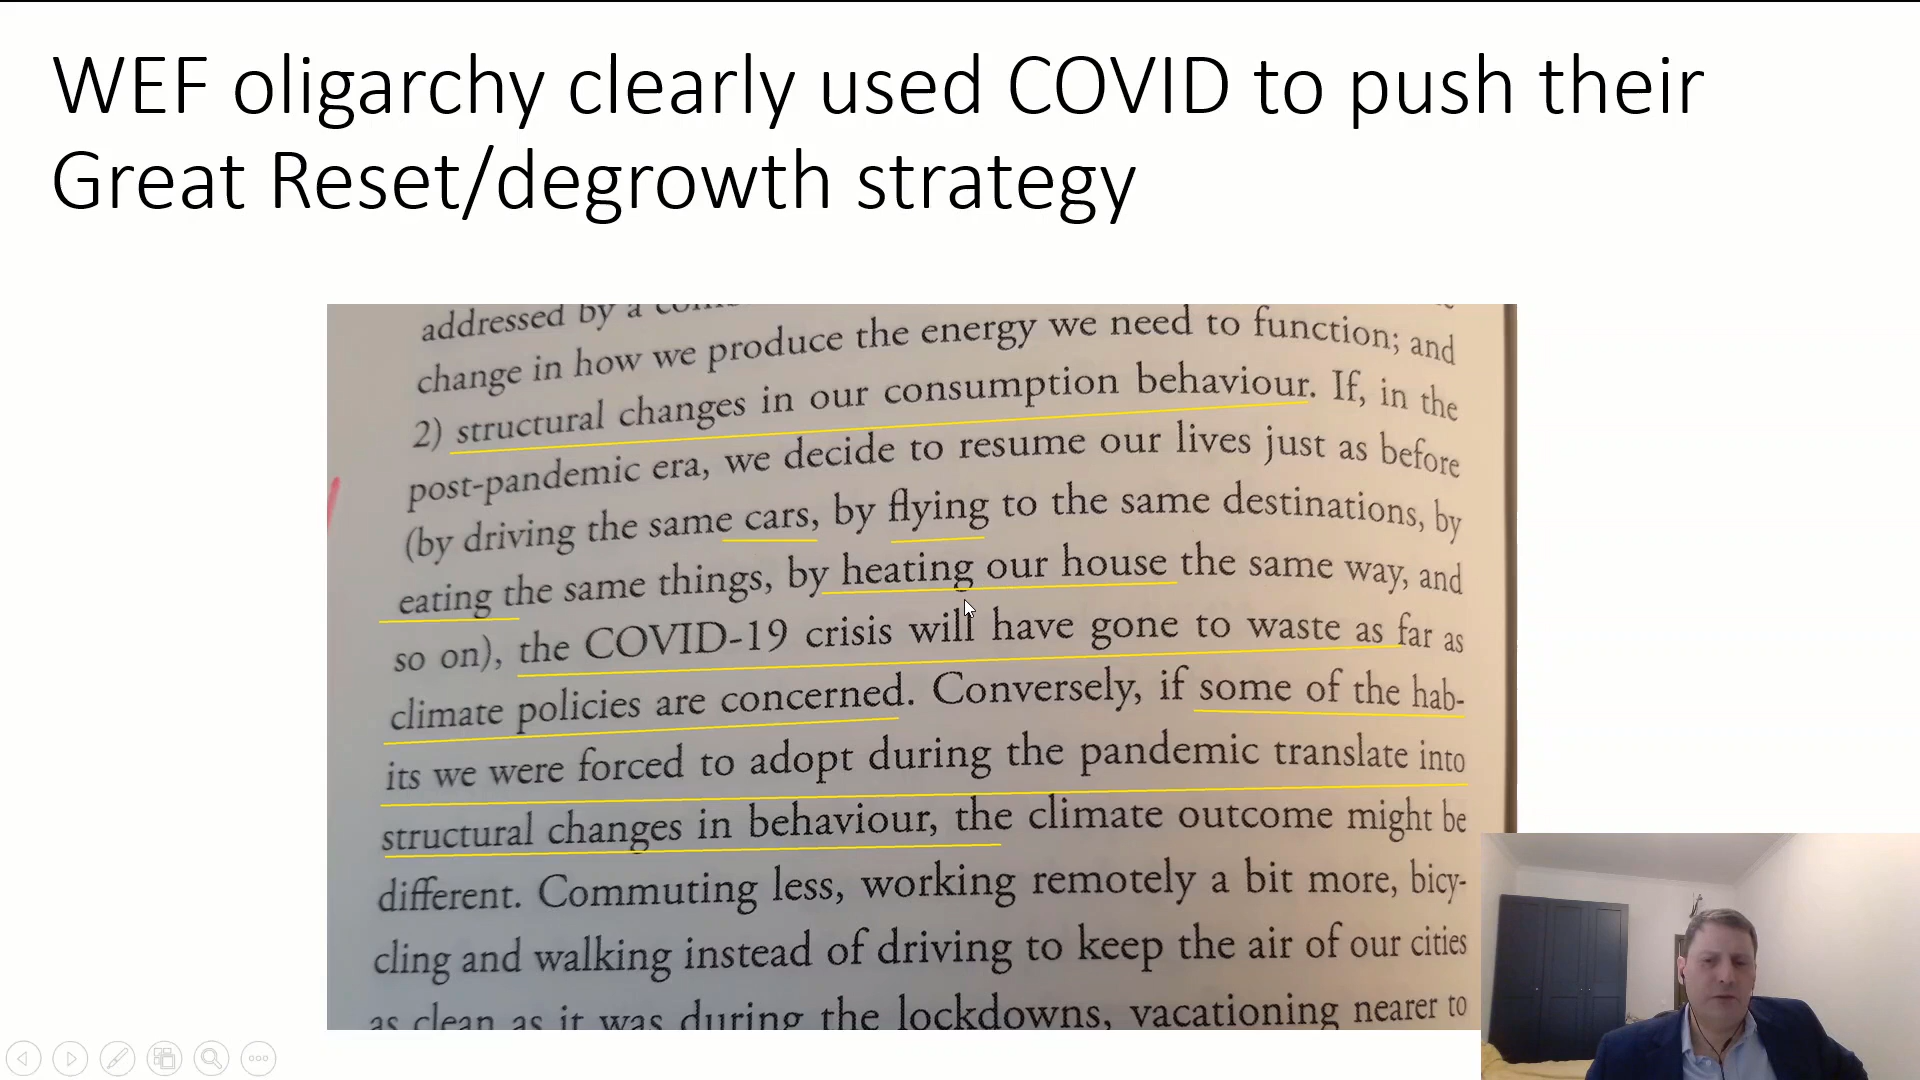 WEF oligarchy clearly used COVID to push their
Great Reset/degrowth strategy
addressed by a
change in how we produce the energy we need to function; and
2) structural changes in our consumption behaviour. If, in the
post-pandemic era, we decide to resume our lives just as before
(by driving the same cars, by flying to the same destinations, by
eating the same things, by heating our house the same way, and
so on), the COVID-19 crisis will have gone to waste as far as
climate policies are concerned. Conversely, if some of the hab-
its we were forced to adopt during the pandemic translate into
structural changes in behaviour, the climate outcome might be
different. Commuting less, working remotely a bit more, bicy-
cling and walking instead of driving to keep the air of our cities
as clean as it was during the lockdowns, vacationing nearer to